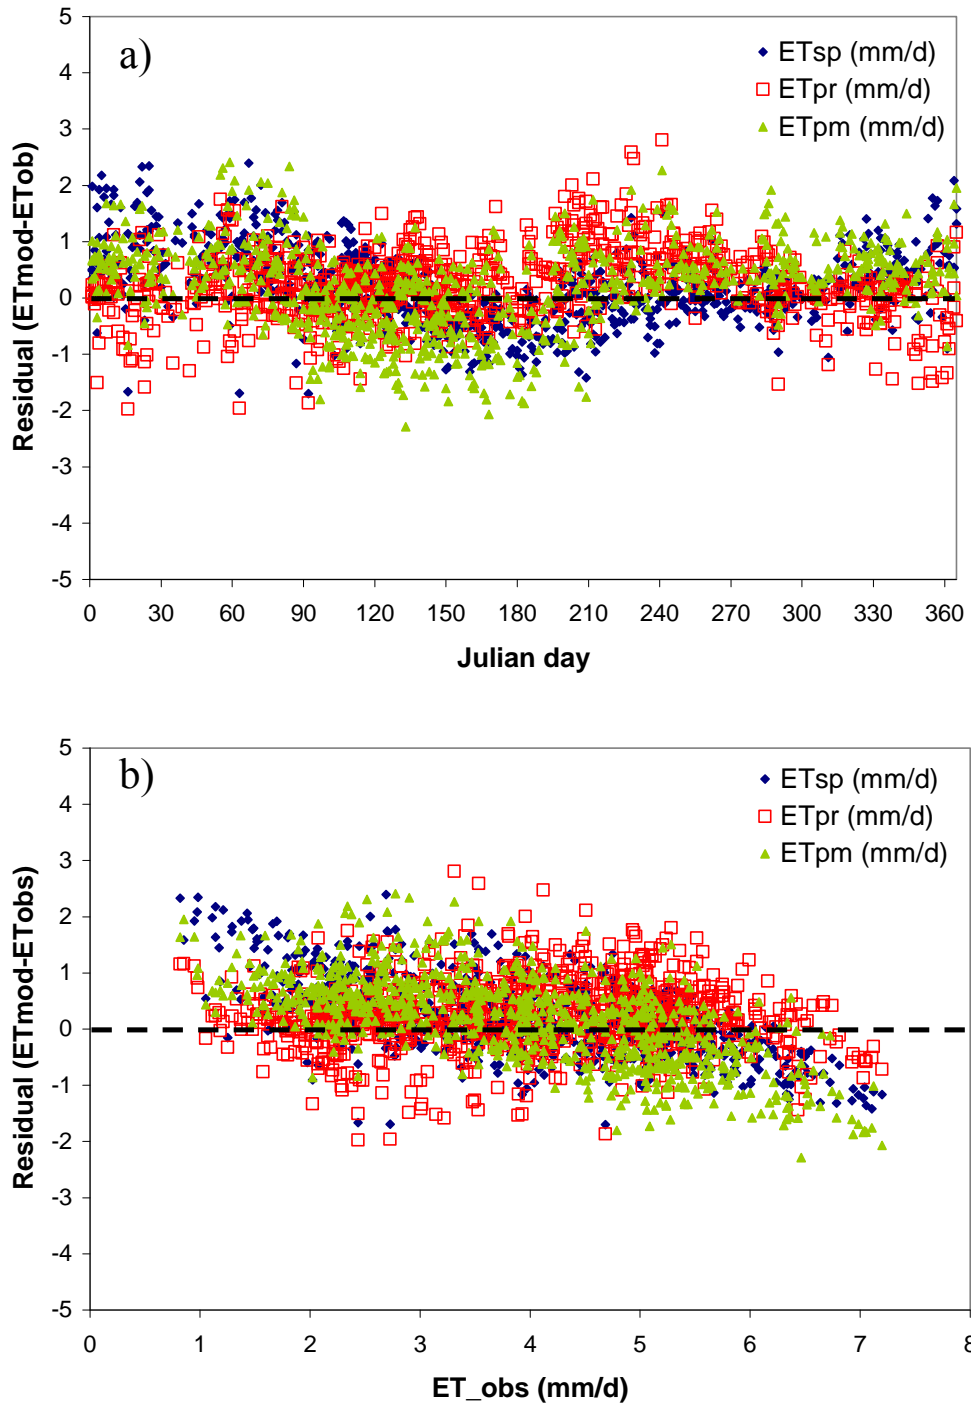 a)
5
4
3
2
1
0
-1
-2
-3
-4
-5
Residual (ETmod-ETob)
ETsp (mm/d)
ETpr (mm/d)
ETpm (mm/d)
0 30 60 90 120 150 180 210 240 270 300 330 360
Julian day
b)
5
4
3
2
1
0
-1
-2
-3
-4
-5
Residual (ETmod-ETobs)
ETsp (mm/d)
ETpr (mm/d)
ETpm (mm/d)
0 1 2 3 4 5 6 7 8
ET_obs (mm/d)